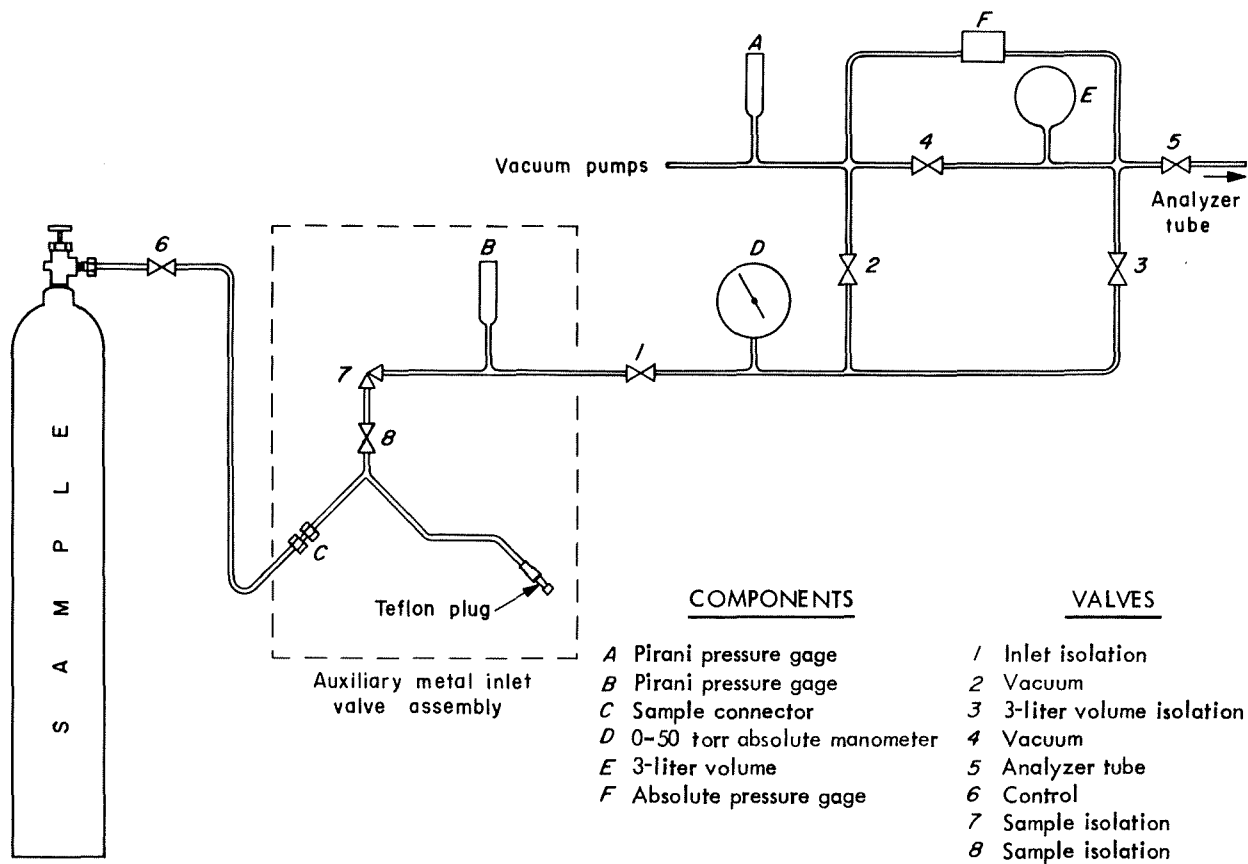 F
A
E
4
5
Vacuum pumps
Analyzer
tube
6
B
D
2
3
1
7
8
C
Teflon plug
SAMPLE
Auxiliary metal inlet
valve assembly
COMPONENTS
A Pirani pressure gage
B Pirani pressure gage
C Sample connector
D 0-50 torr absolute manometer
E 3-liter volume
F Absolute pressure gage
VALVES
1 Inlet isolation
2 Vacuum
3 3-liter volume isolation
4 Vacuum
5 Analyzer tube
6 Control
7 Sample isolation
8 Sample isolation